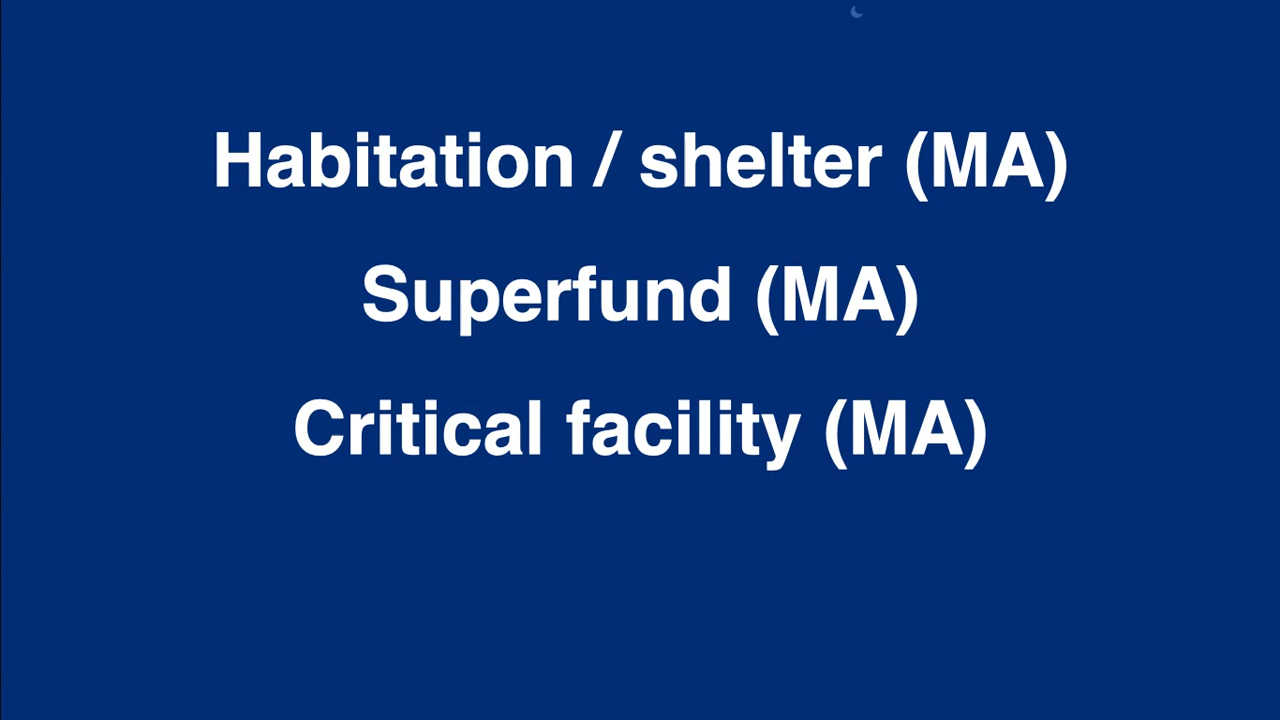 Habitation / shelter (MA)
Superfund (MA)
Critical facility (MA)